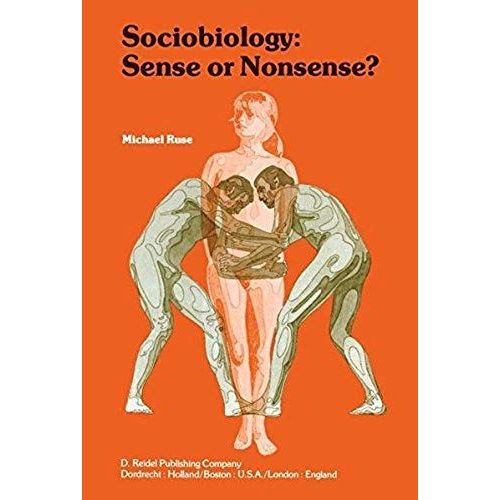 Sociobiology:
Sense or Nonsense?
Michael Ruse
D. Reidel Publishing Company
Dordrecht : Holland/Boston : U.S.A./London : England